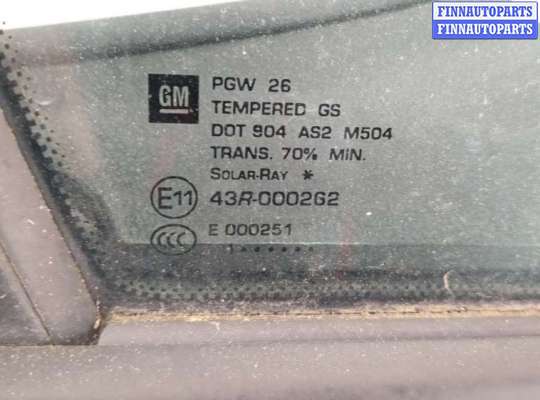 FINNAUTOPARTS
FINNAUTOPARTS
GM
PGW 26
TEMPERED GS
DOT 904 AS2 M504
TRANS. 70% MIN.
SOLAR-RAY *
E11 43R-000262
CCC E 000251